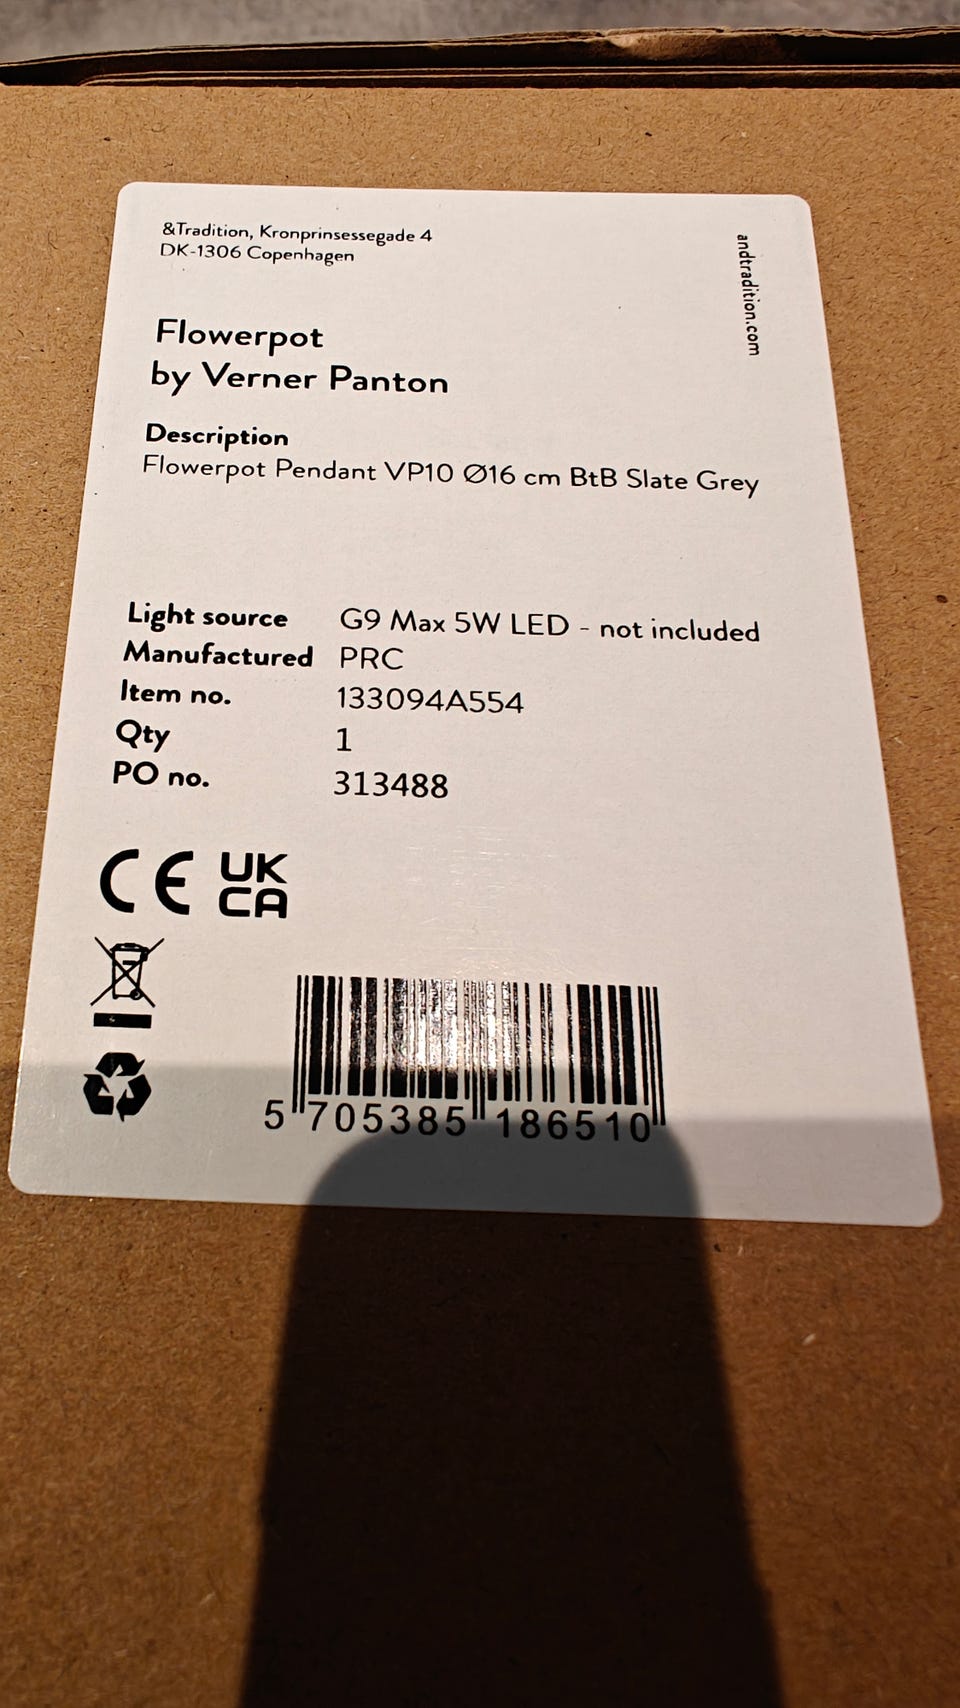 &Tradition, Kronprinsessegade 4
DK-1306 Copenhagen
andtradition.com
Flowerpot
by Verner Panton
Description
Flowerpot Pendant VP10 Ø16 cm BtB Slate Grey
Light source G9 Max 5W LED - not included
Manufactured PRC
Item no. 133094A554
Qty 1
PO no. 313488
CE UK
CA
5 705385 186510